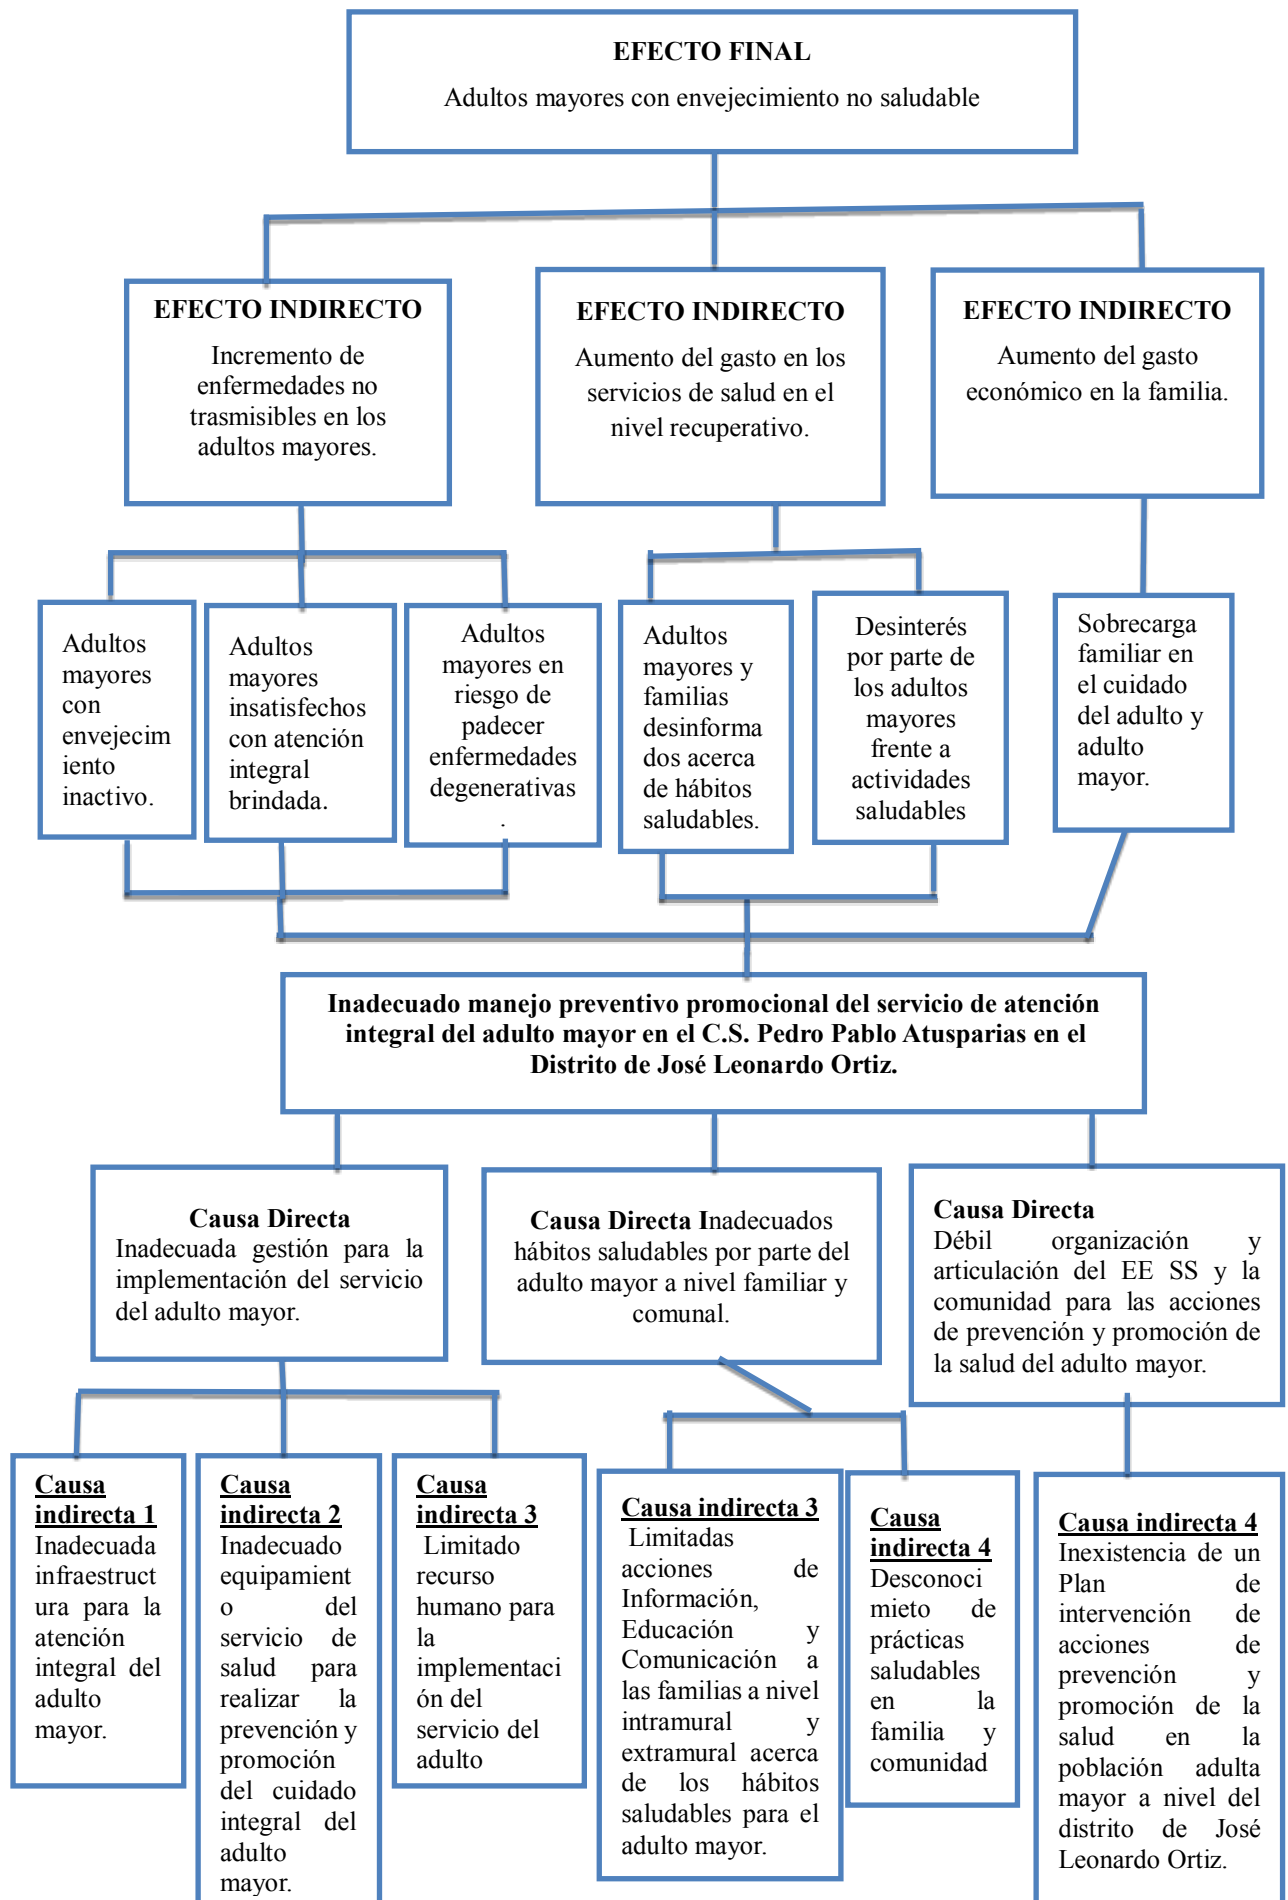 EFECTO FINAL
Adultos mayores con envejecimiento no saludable
EFECTO INDIRECTO
Incremento de
enfermedades no
trasmisibles en los
adultos mayores.
EFECTO INDIRECTO
Aumento del gasto en los
servicios de salud en el
nivel recuperativo.
EFECTO INDIRECTO
Aumento del gasto
económico en la familia.
Adultos
mayores
con
envejecim
iento
inactivo.
Adultos
mayores
insatisfechos
con atención
integral
brindada.
Adultos
mayores en
riesgo de
padecer
enfermedades
degenerativas
.
Adultos
mayores y
familias
desinforma
dos acerca
de hábitos
saludables.
Desinterés
por parte de
los adultos
mayores
frente a
actividades
saludables
Sobrecarga
familiar en
el cuidado
del adulto y
adulto
mayor.
Inadecuado manejo preventivo promocional del servicio de atención
integral del adulto mayor en el C.S. Pedro Pablo Atusparias en el
Distrito de José Leonardo Ortiz.
Causa Directa
Inadecuada gestión para la
implementación del servicio
del adulto mayor.
Causa Directa Inadecuados
hábitos saludables por parte del
adulto mayor a nivel familiar y
comunal.
Causa Directa
Débil organización y
articulación del EE SS y la
comunidad para las acciones
de prevención y promoción de
la salud del adulto mayor.
Causa
indirecta 1
Inadecuada
infraestruct
ura para la
atención
integral del
adulto
mayor.
Causa
indirecta 2
Inadecuado
equipamient
o del
servicio de
salud para
realizar la
prevención y
promoción
del cuidado
integral del
adulto
mayor.
Causa
indirecta 3
Limitado
recurso
humano para
la
implementaci
ón del
servicio del
adulto
Causa indirecta 3
Limitadas
acciones de
Información,
Educación y
Comunicación a
las familias a nivel
intramural y
extramural acerca
de los hábitos
saludables para el
adulto mayor.
Causa
indirecta 4
Desconoci
mieto de
prácticas
saludables
en la
familia y
comunidad
Causa indirecta 4
Inexistencia de un
Plan de
intervención de
acciones de
prevención y
promoción de la
salud en la
población adulta
mayor a nivel del
distrito de José
Leonardo Ortiz.